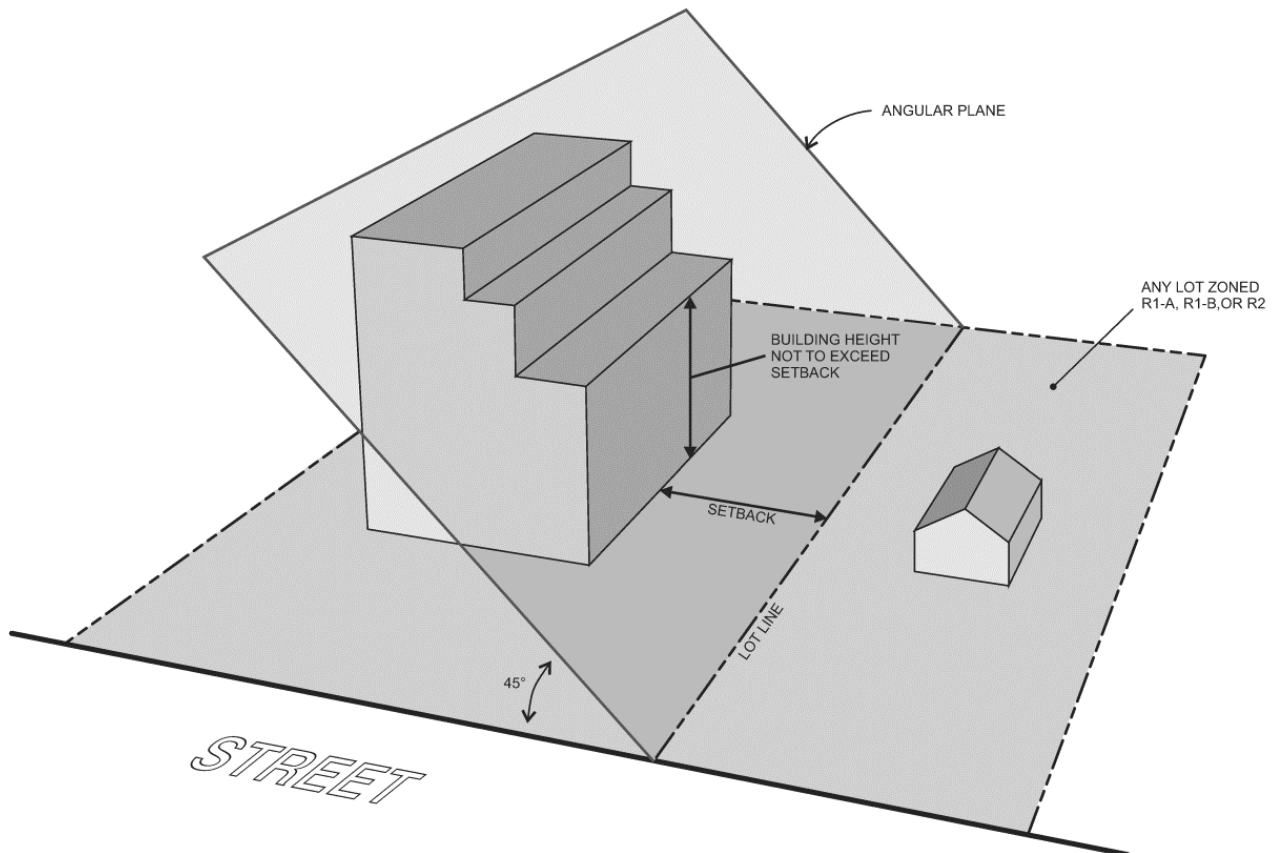 ANGULAR PLANE
ANY LOT ZONED
R1-A, R1-B,OR R2
BUILDING HEIGHT
NOT TO EXCEED
SETBACK
SETBACK
LOT LINE
45°
STREET